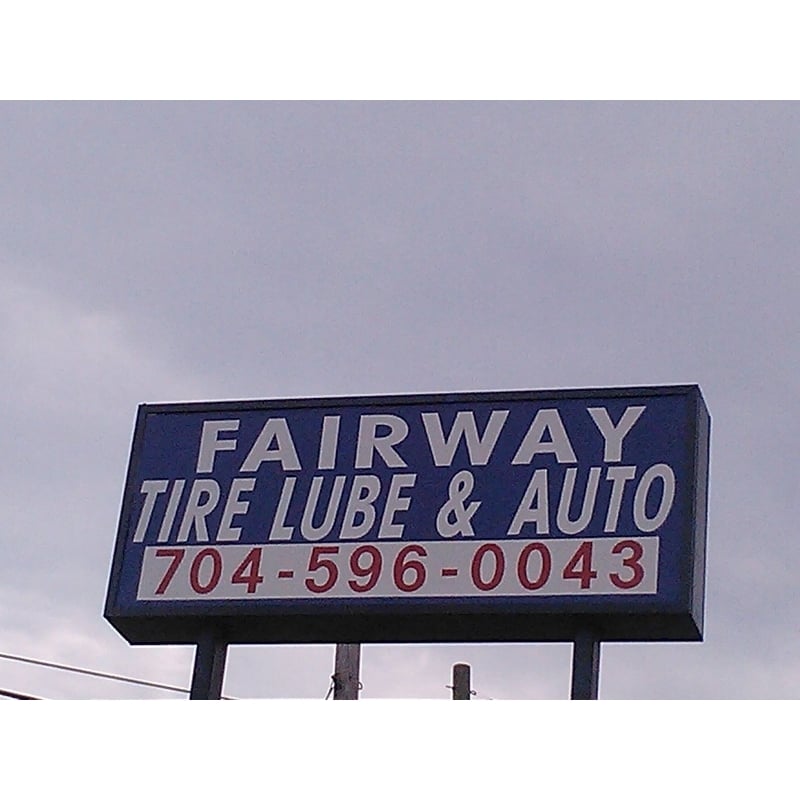 FAIRWAY
TIRE LUBE & AUTO
704-596-0043